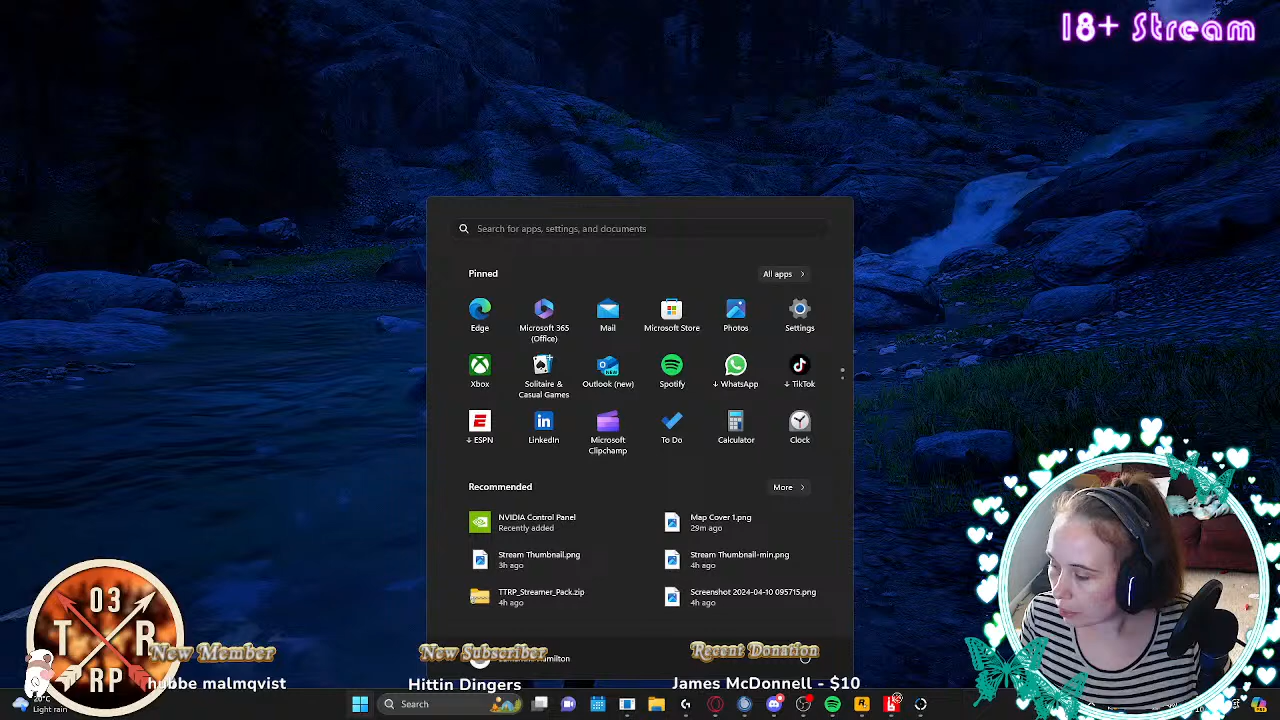 18+ Stream
Search for apps, settings, and documents
Pinned
All apps
Edge
Microsoft 365
(Office)
Mail
Microsoft Store
Photos
Settings
Xbox
Solitaire &
Casual Games
Outlook (new)
Spotify
WhatsApp
TikTok
ESPN
LinkedIn
Microsoft
Clipchamp
To Do
Calculator
Clock
Recommended
More
NVIDIA Control Panel
Recently added
Map Cover 1.png
29m ago
Stream Thumbnail.png
3h ago
Stream Thumbnail-min.png
4h ago
TTRP_Streamer_Pack.zip
4h ago
Screenshot 2024-04-10 095715.png
4h ago
03
T R
RP
New Member
malmqvist
New Subscriber
Hamilton
Hittin Dingers
Recent Donation
James McDonnell - $10
Light rain
Search